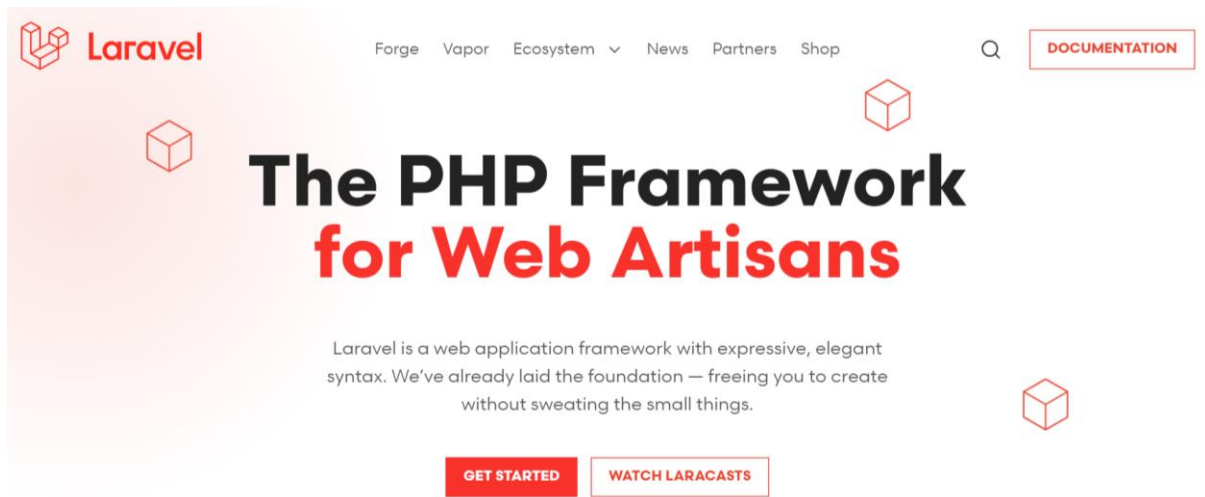 Laravel
Forge Vapor Ecosystem News Partners Shop
DOCUMENTATION
The PHP Framework
for Web Artisans
Laravel is a web application framework with expressive, elegant
syntax. We've already laid the foundation — freeing you to create
without sweating the small things.
GET STARTED
WATCH LARACASTS